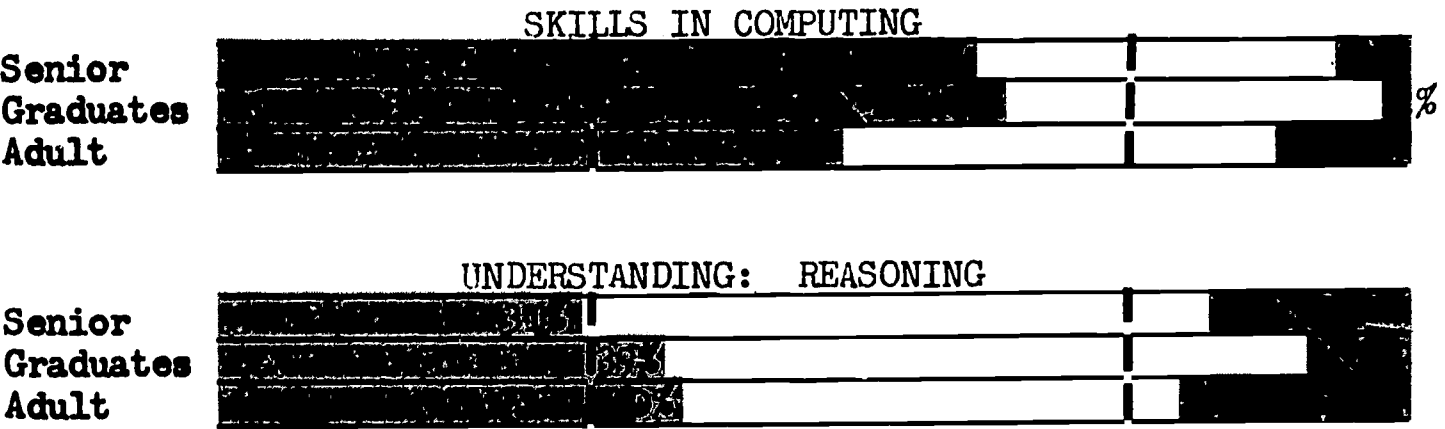 SKILLS IN COMPUTING
Senior
Graduates %
Adult
UNDERSTANDING: REASONING
Senior
Graduates
Adult